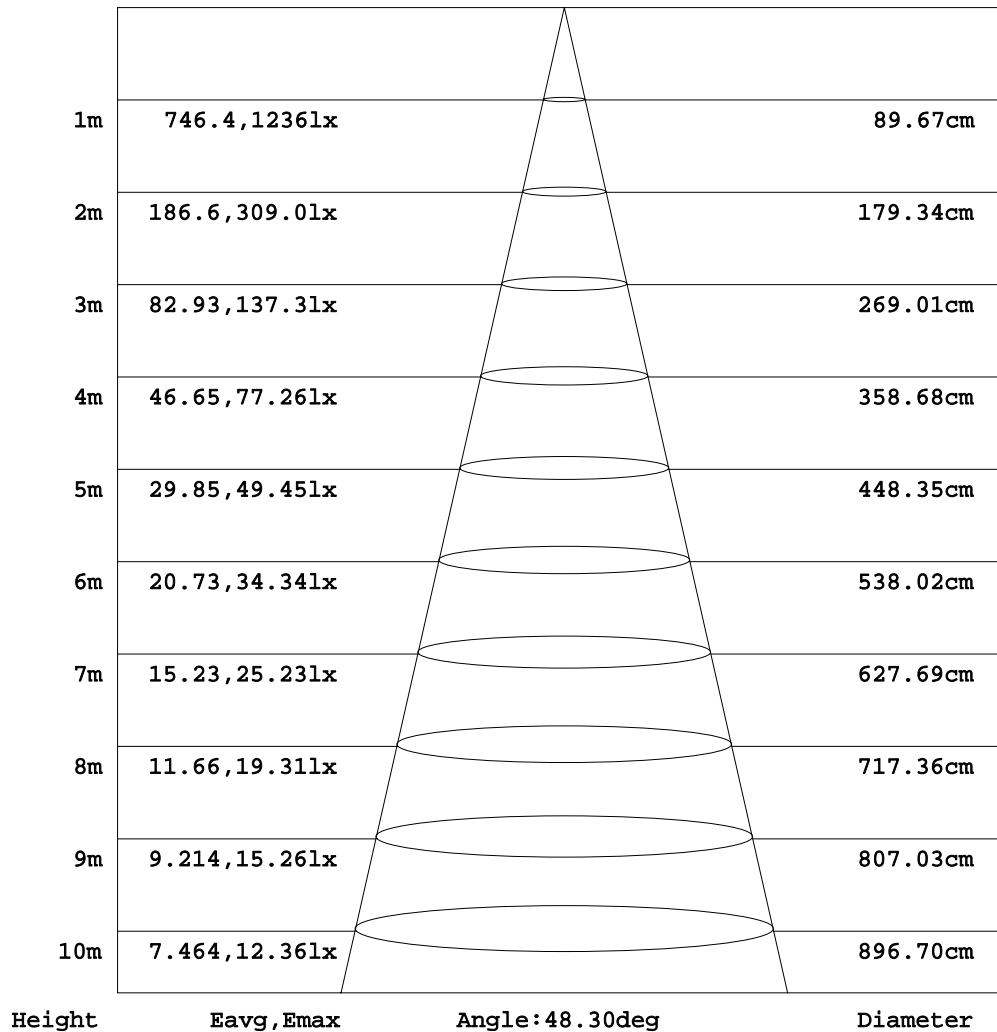 1m 746.4,1236lx 89.67cm
2m 186.6,309.0lx 179.34cm
3m 82.93,137.3lx 269.01cm
4m 46.65,77.26lx 358.68cm
5m 29.85,49.45lx 448.35cm
6m 20.73,34.34lx 538.02cm
7m 15.23,25.23lx 627.69cm
8m 11.66,19.31lx 717.36cm
9m 9.214,15.26lx 807.03cm
10m 7.464,12.36lx 896.70cm
Height Eavg,Emax Angle:48.30deg Diameter